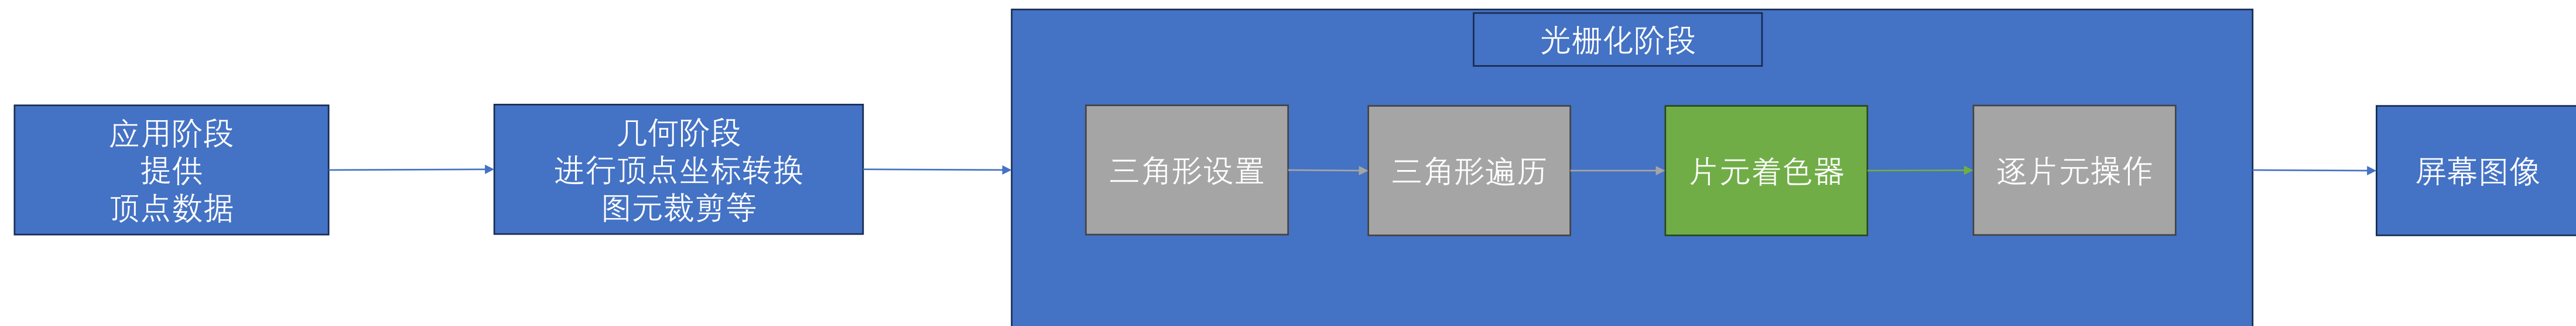 应用阶段
提供
顶点数据
几何阶段
进行顶点坐标转换
图元裁剪等
光栅化阶段
三角形设置
三角形遍历
片元着色器
逐片元操作
屏幕图像